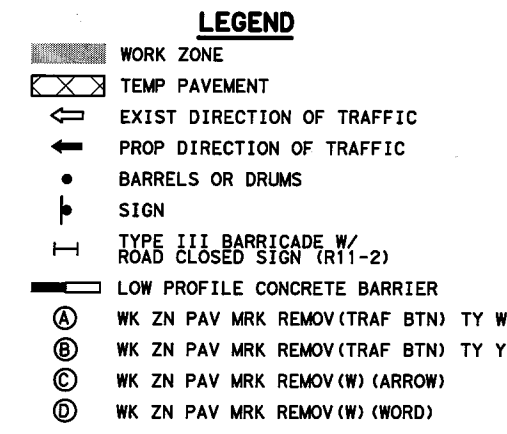 LEGEND
WORK ZONE
TEMP PAVEMENT
EXIST DIRECTION OF TRAFFIC
PROP DIRECTION OF TRAFFIC
BARRELS OR DRUMS
SIGN
TYPE III BARRICADE W/
ROAD CLOSED SIGN (R11-2)
LOW PROFILE CONCRETE BARRIER
A WK ZN PAV MRK REMOV(TRAF BTN) TY W
B WK ZN PAV MRK REMOV(TRAF BTN) TY Y
C WK ZN PAV MRK REMOV(W)(ARROW)
D WK ZN PAV MRK REMOV(W)(WORD)